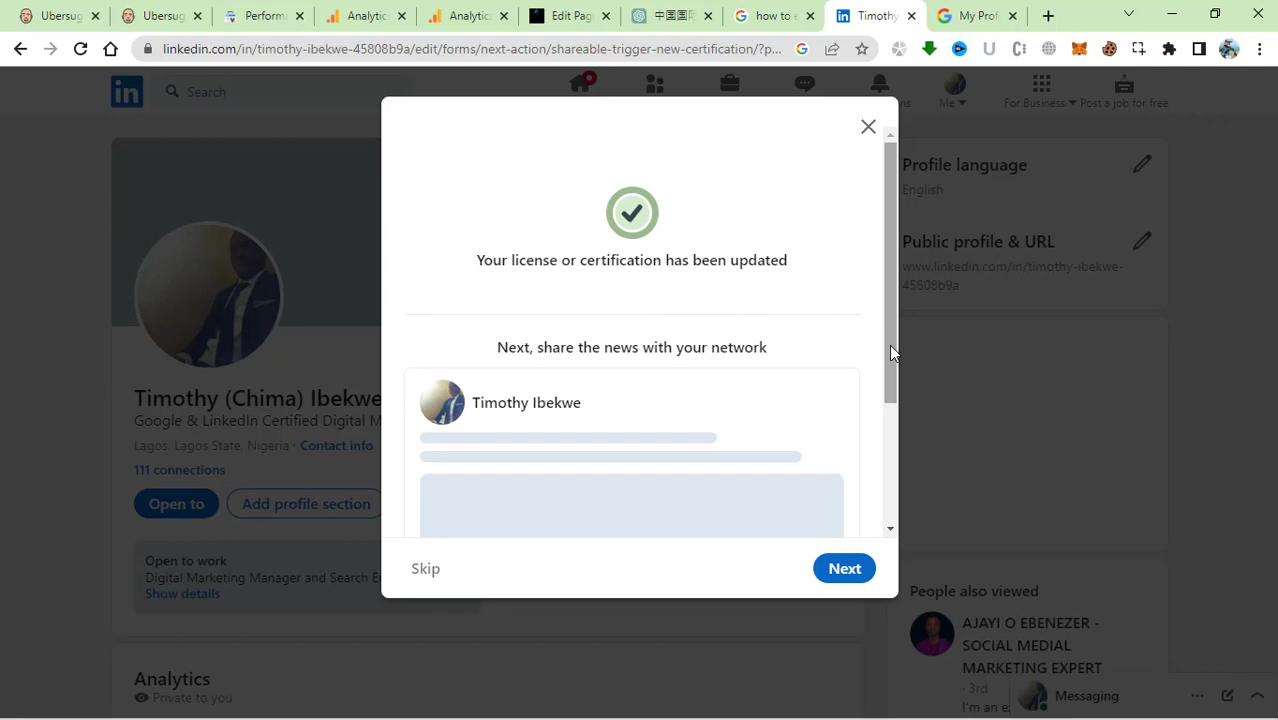 Ubersug
Ubersug
Perform
Analytic
Analytic
Edit Pag
中国国际
how to e
Timothy
My Prof
linkedin.com/in/timothy-ibekwe-45808b9a/edit/forms/next-action/shareable-trigger-new-certification/?p...
in
Search
Me
For Business
Post a job for free
Your license or certification has been updated
Next, share the news with your network
Timothy Ibekwe
Skip
Next
Profile language
English
Public profile & URL
www.linkedin.com/in/timothy-ibekwe-
45808b9a
Timothy (Chima) Ibekwe
Google & LinkedIn Certified Digital M
Lagos, Lagos State, Nigeria · Contact info
111 connections
Open to
Add profile section
Open to work
Digital Marketing Manager and Search E
Show details
Analytics
Private to you
People also viewed
AJAYI O EBENEZER -
SOCIAL MEDIAL
MARKETING EXPERT
· 3rd
I'm an e
Messaging